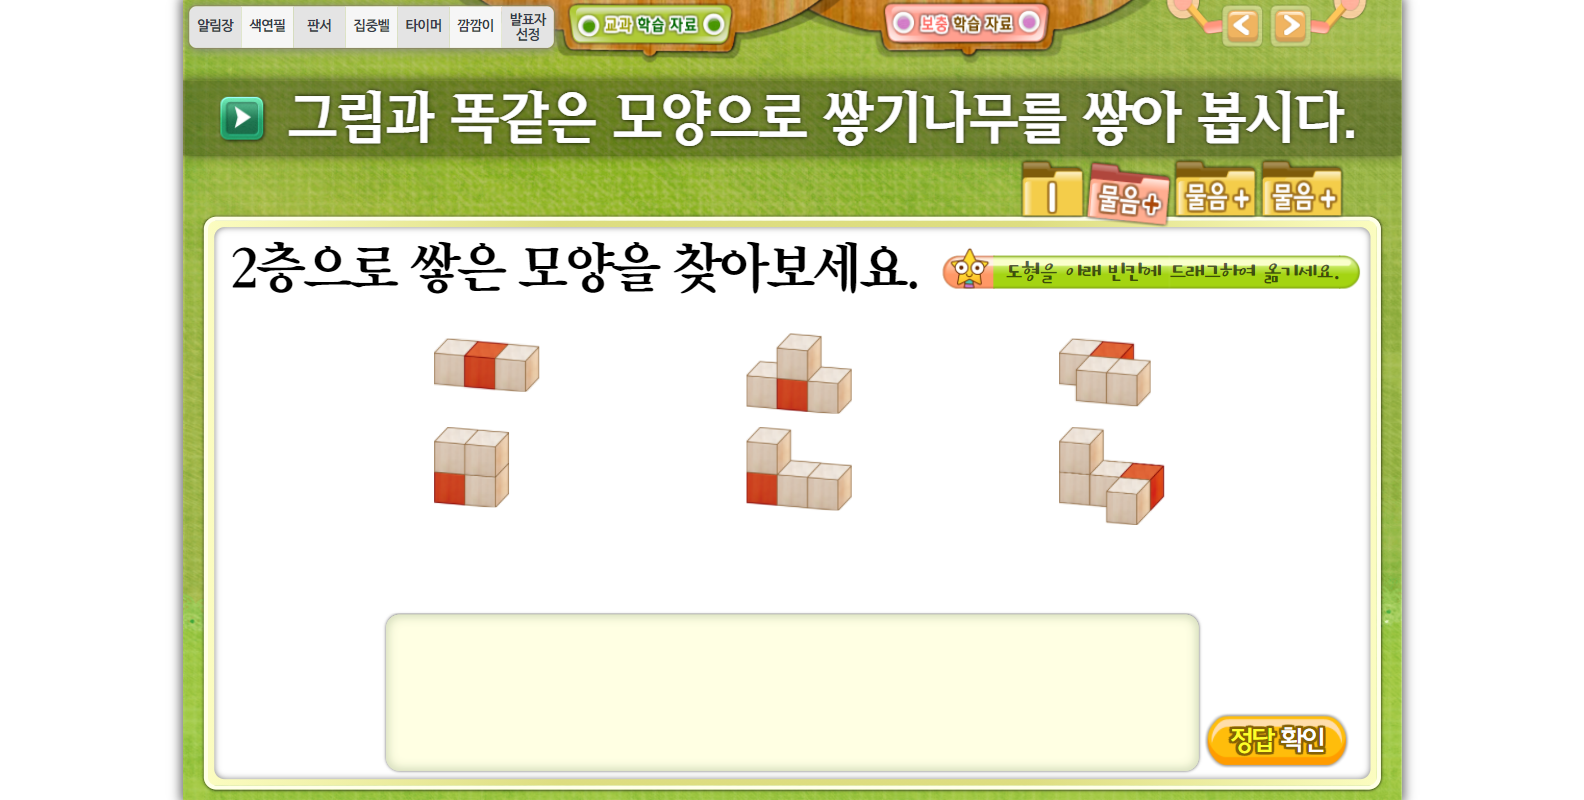 알림장 색연필 판서 집중벨 타이머 깜깜이 발표자 선정
교과 학습 자료
보충 학습 자료
그림과 똑같은 모양으로 쌓기나무를 쌓아 봅시다.
1 물음+ 물음+ 물음+
2층으로 쌓은 모양을 찾아보세요.
도형을 아래 빈칸에 드래그하여 옮기세요.
정답 확인